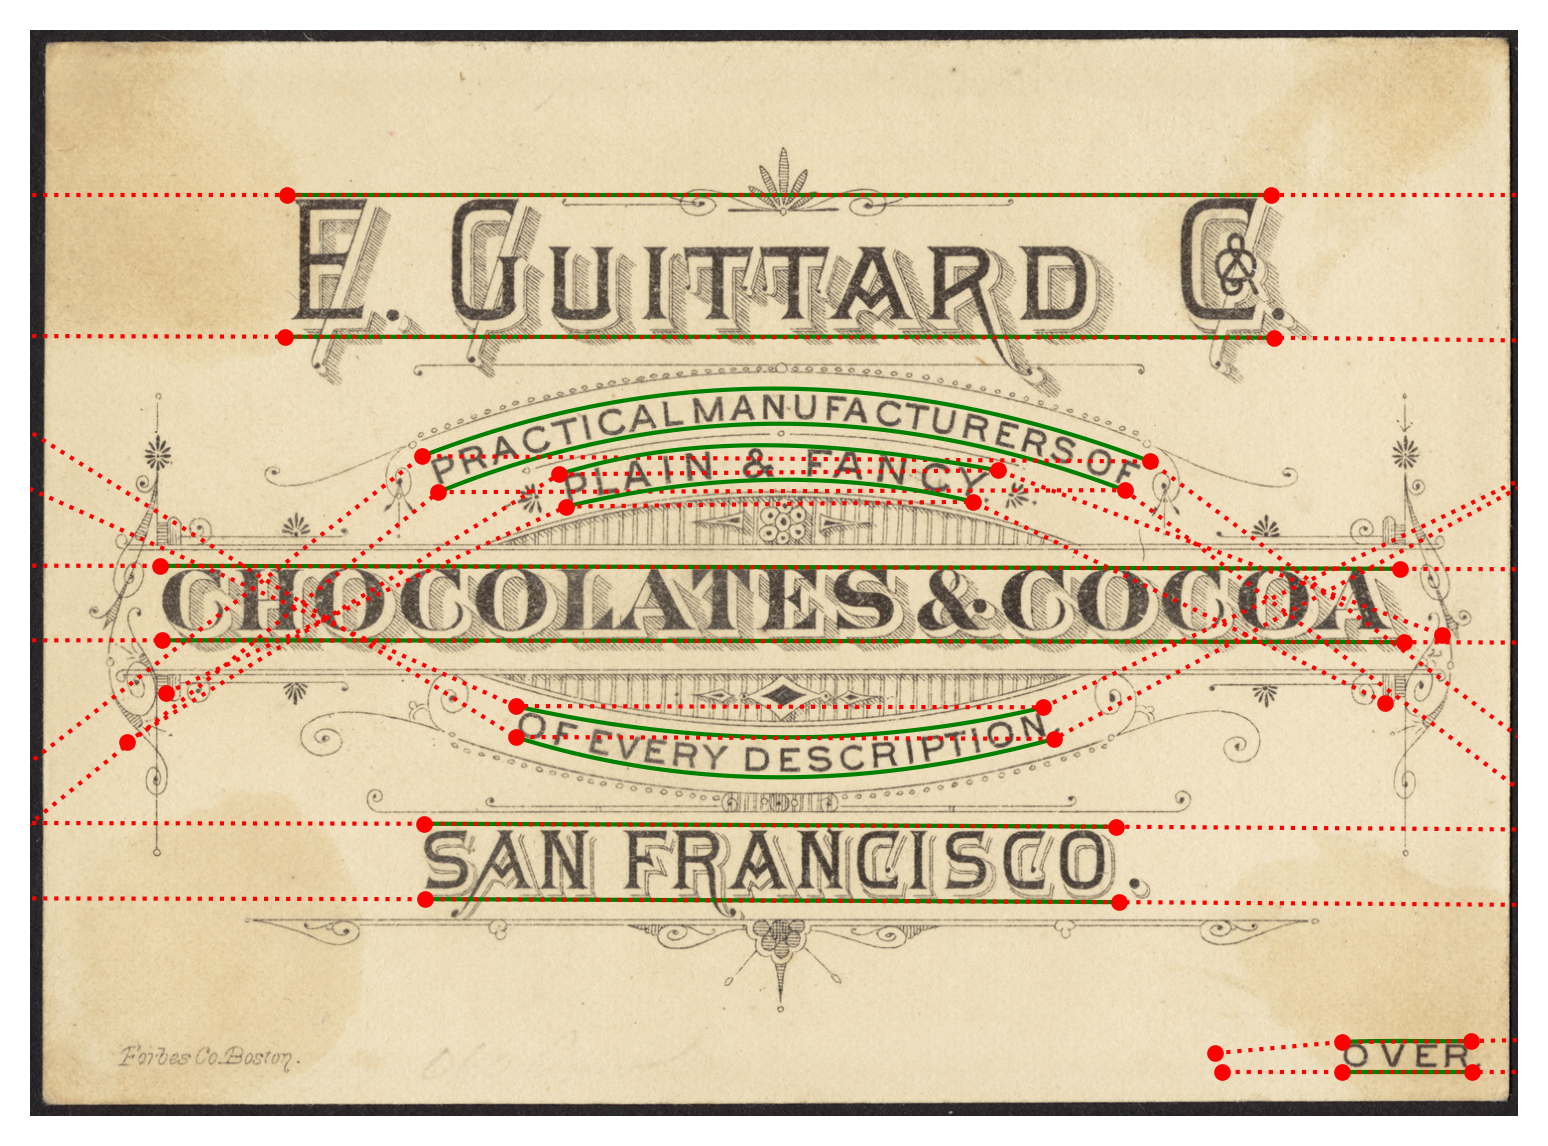 E. GUITTARD & Co.
PRACTICAL MANUFACTURERS OF
PLAIN & FANCY
CHOCOLATES & COCOA
OF EVERY DESCRIPTION.
SAN FRANCISCO.
Forbes Co. Boston.
OVER.